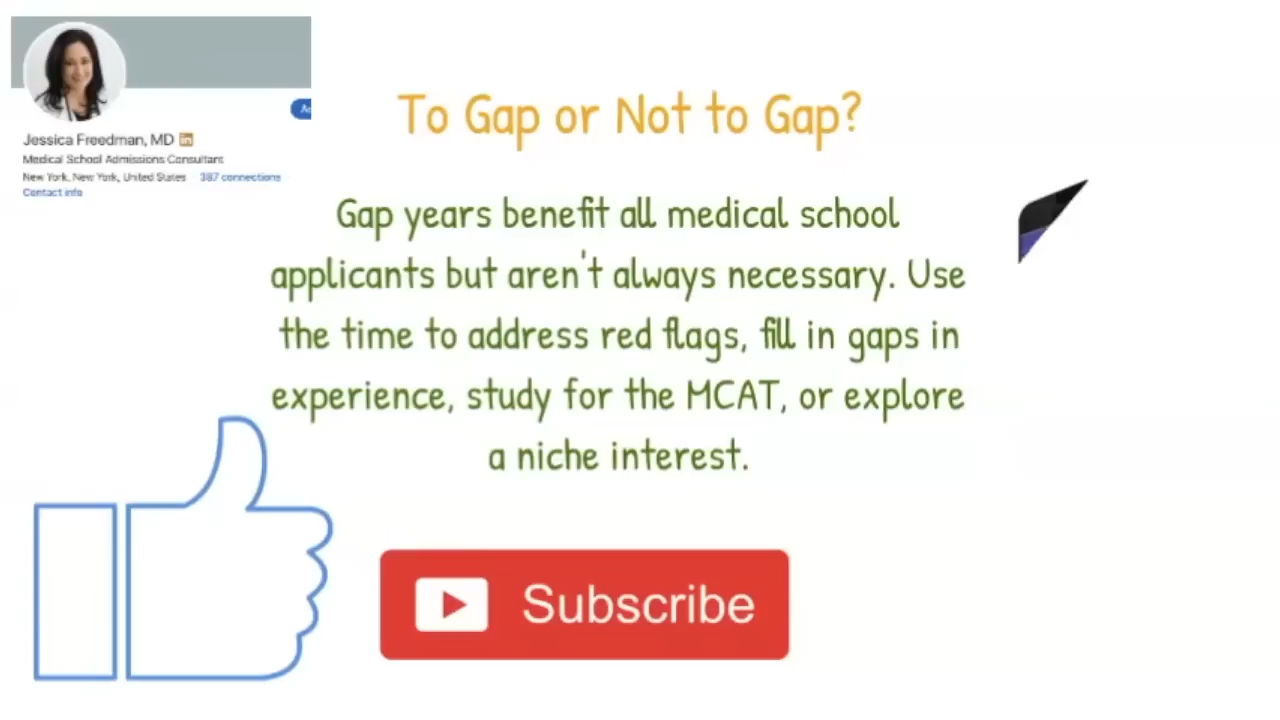 Jessica Freedman, MD in
Medical School Admissions Consultant
New York, New York, United States 387 connections
Contact info
To Gap or Not to Gap?
Gap years benefit all medical school
applicants but aren't always necessary. Use
the time to address red flags, fill in gaps in
experience, study for the MCAT, or explore
a niche interest.
Subscribe